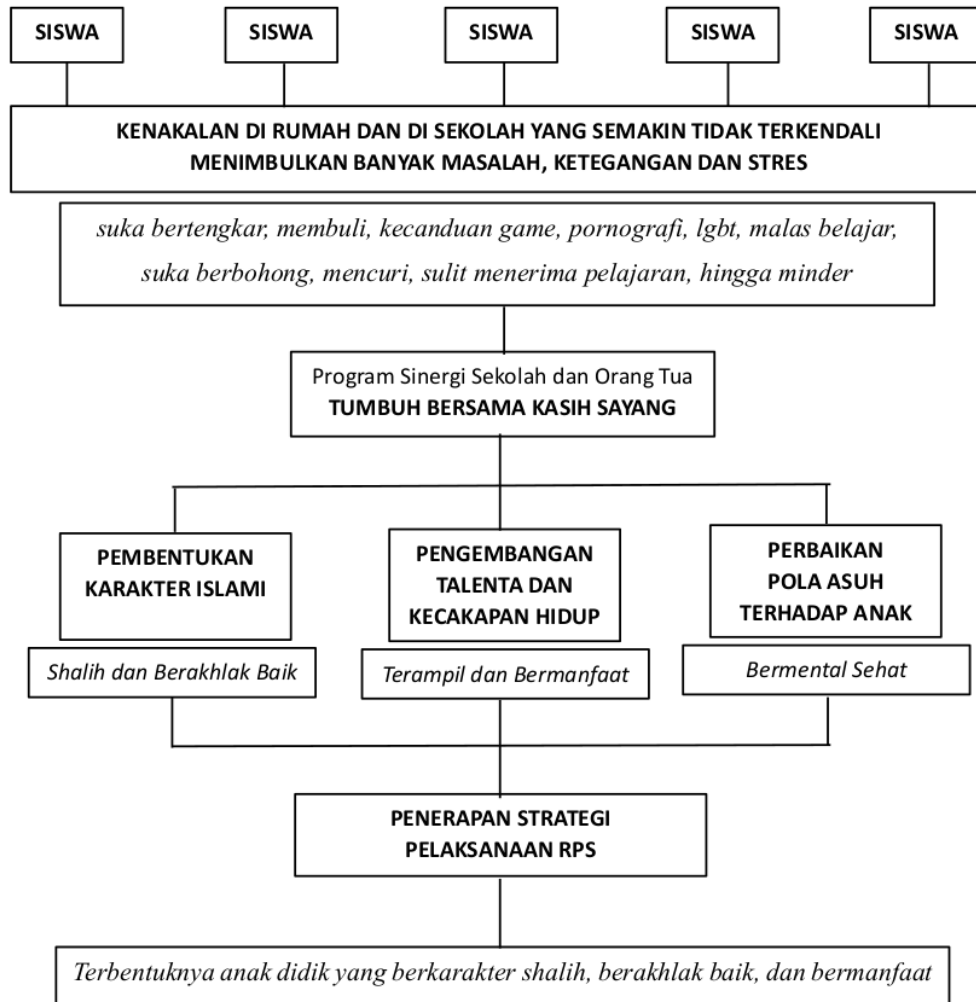 SISWA
SISWA
SISWA
SISWA
SISWA
KENAKALAN DI RUMAH DAN DI SEKOLAH YANG SEMAKIN TIDAK TERKENDALI
MENIMBULKAN BANYAK MASALAH, KETEGANGAN DAN STRES
suka bertengkar, membuli, kecanduan game, pornografi, lgbt, malas belajar,
suka berbohong, mencuri, sulit menerima pelajaran, hingga minder
Program Sinergi Sekolah dan Orang Tua
TUMBUH BERSAMA KASIH SAYANG
PEMBENTUKAN
KARAKTER ISLAMI
Shalih dan Berakhlak Baik
PENGEMBANGAN
TALENTA DAN
KECAKAPAN HIDUP
Terampil dan Bermanfaat
PERBAIKAN
POLA ASUH
TERHADAP ANAK
Bermental Sehat
PENERAPAN STRATEGI
PELAKSANAAN RPS
Terbentuknya anak didik yang berkarakter shalih, berakhlak baik, dan bermanfaat